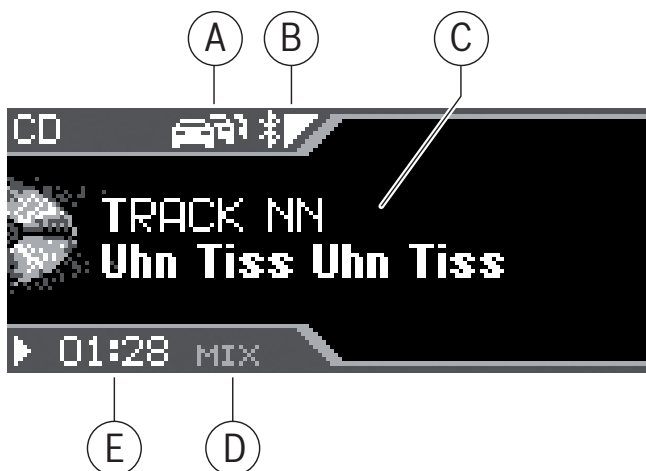 A B C
CD
TRACK NN
Uhn Tiss Uhn Tiss
01:28 MIX
E D